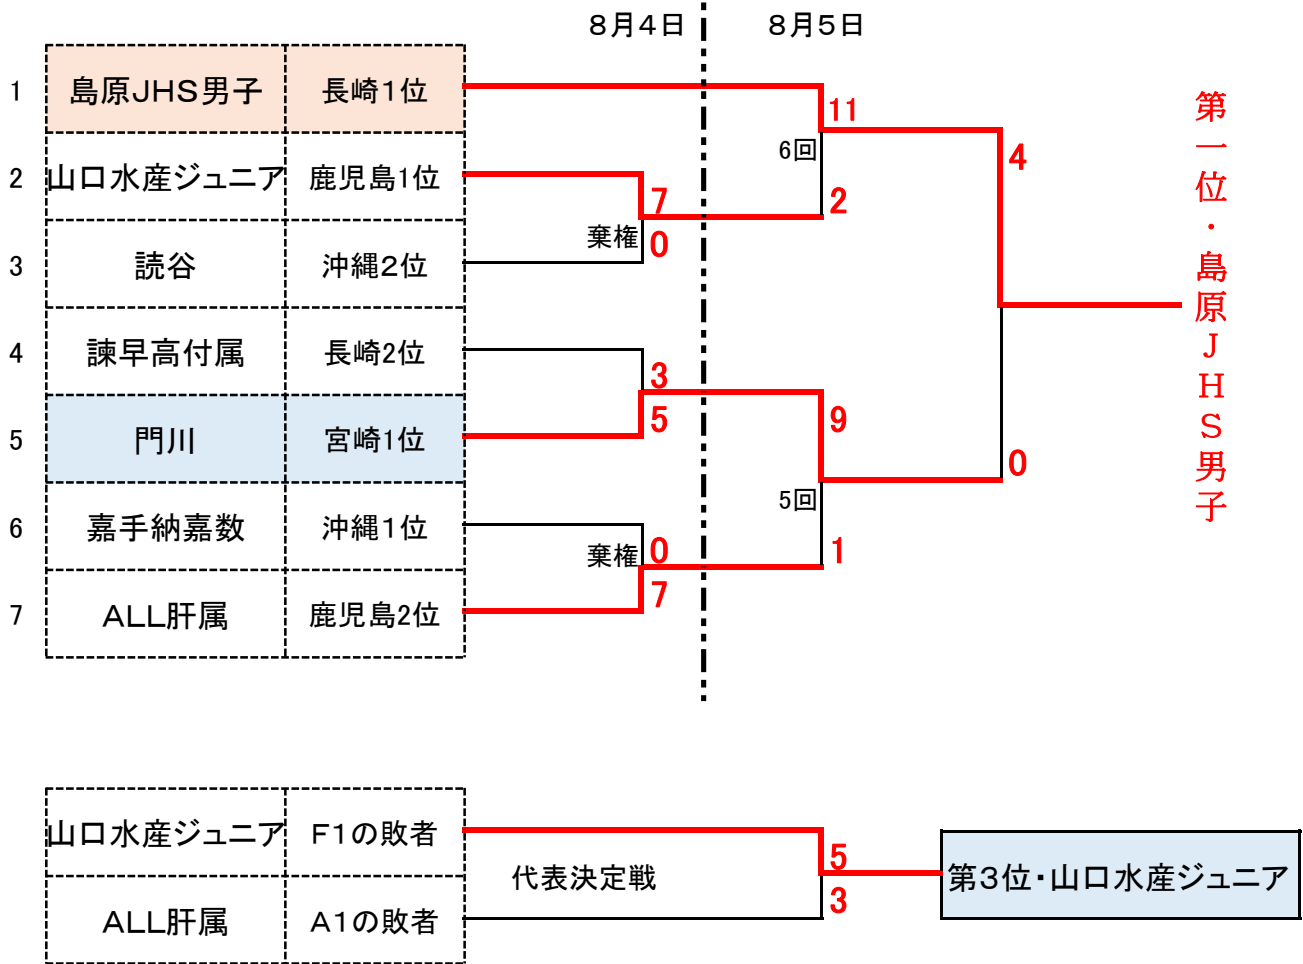 8月4日 8月5日
1 島原JHS男子 長崎1位
11
6回
4
2 山口水産ジュニア 鹿児島1位
7
2
棄権
0
3 読谷 沖縄2位
4 諫早高付属 長崎2位
3
9
5
5 門川 宮崎1位
0
5回
6 嘉手納嘉数 沖縄1位
棄権
0
1
7
7 ALL肝属 鹿児島2位
第一位・島原JHS男子
山口水産ジュニア F1の敗者
5
代表決定戦
第3位・山口水産ジュニア
3
ALL肝属 A1の敗者